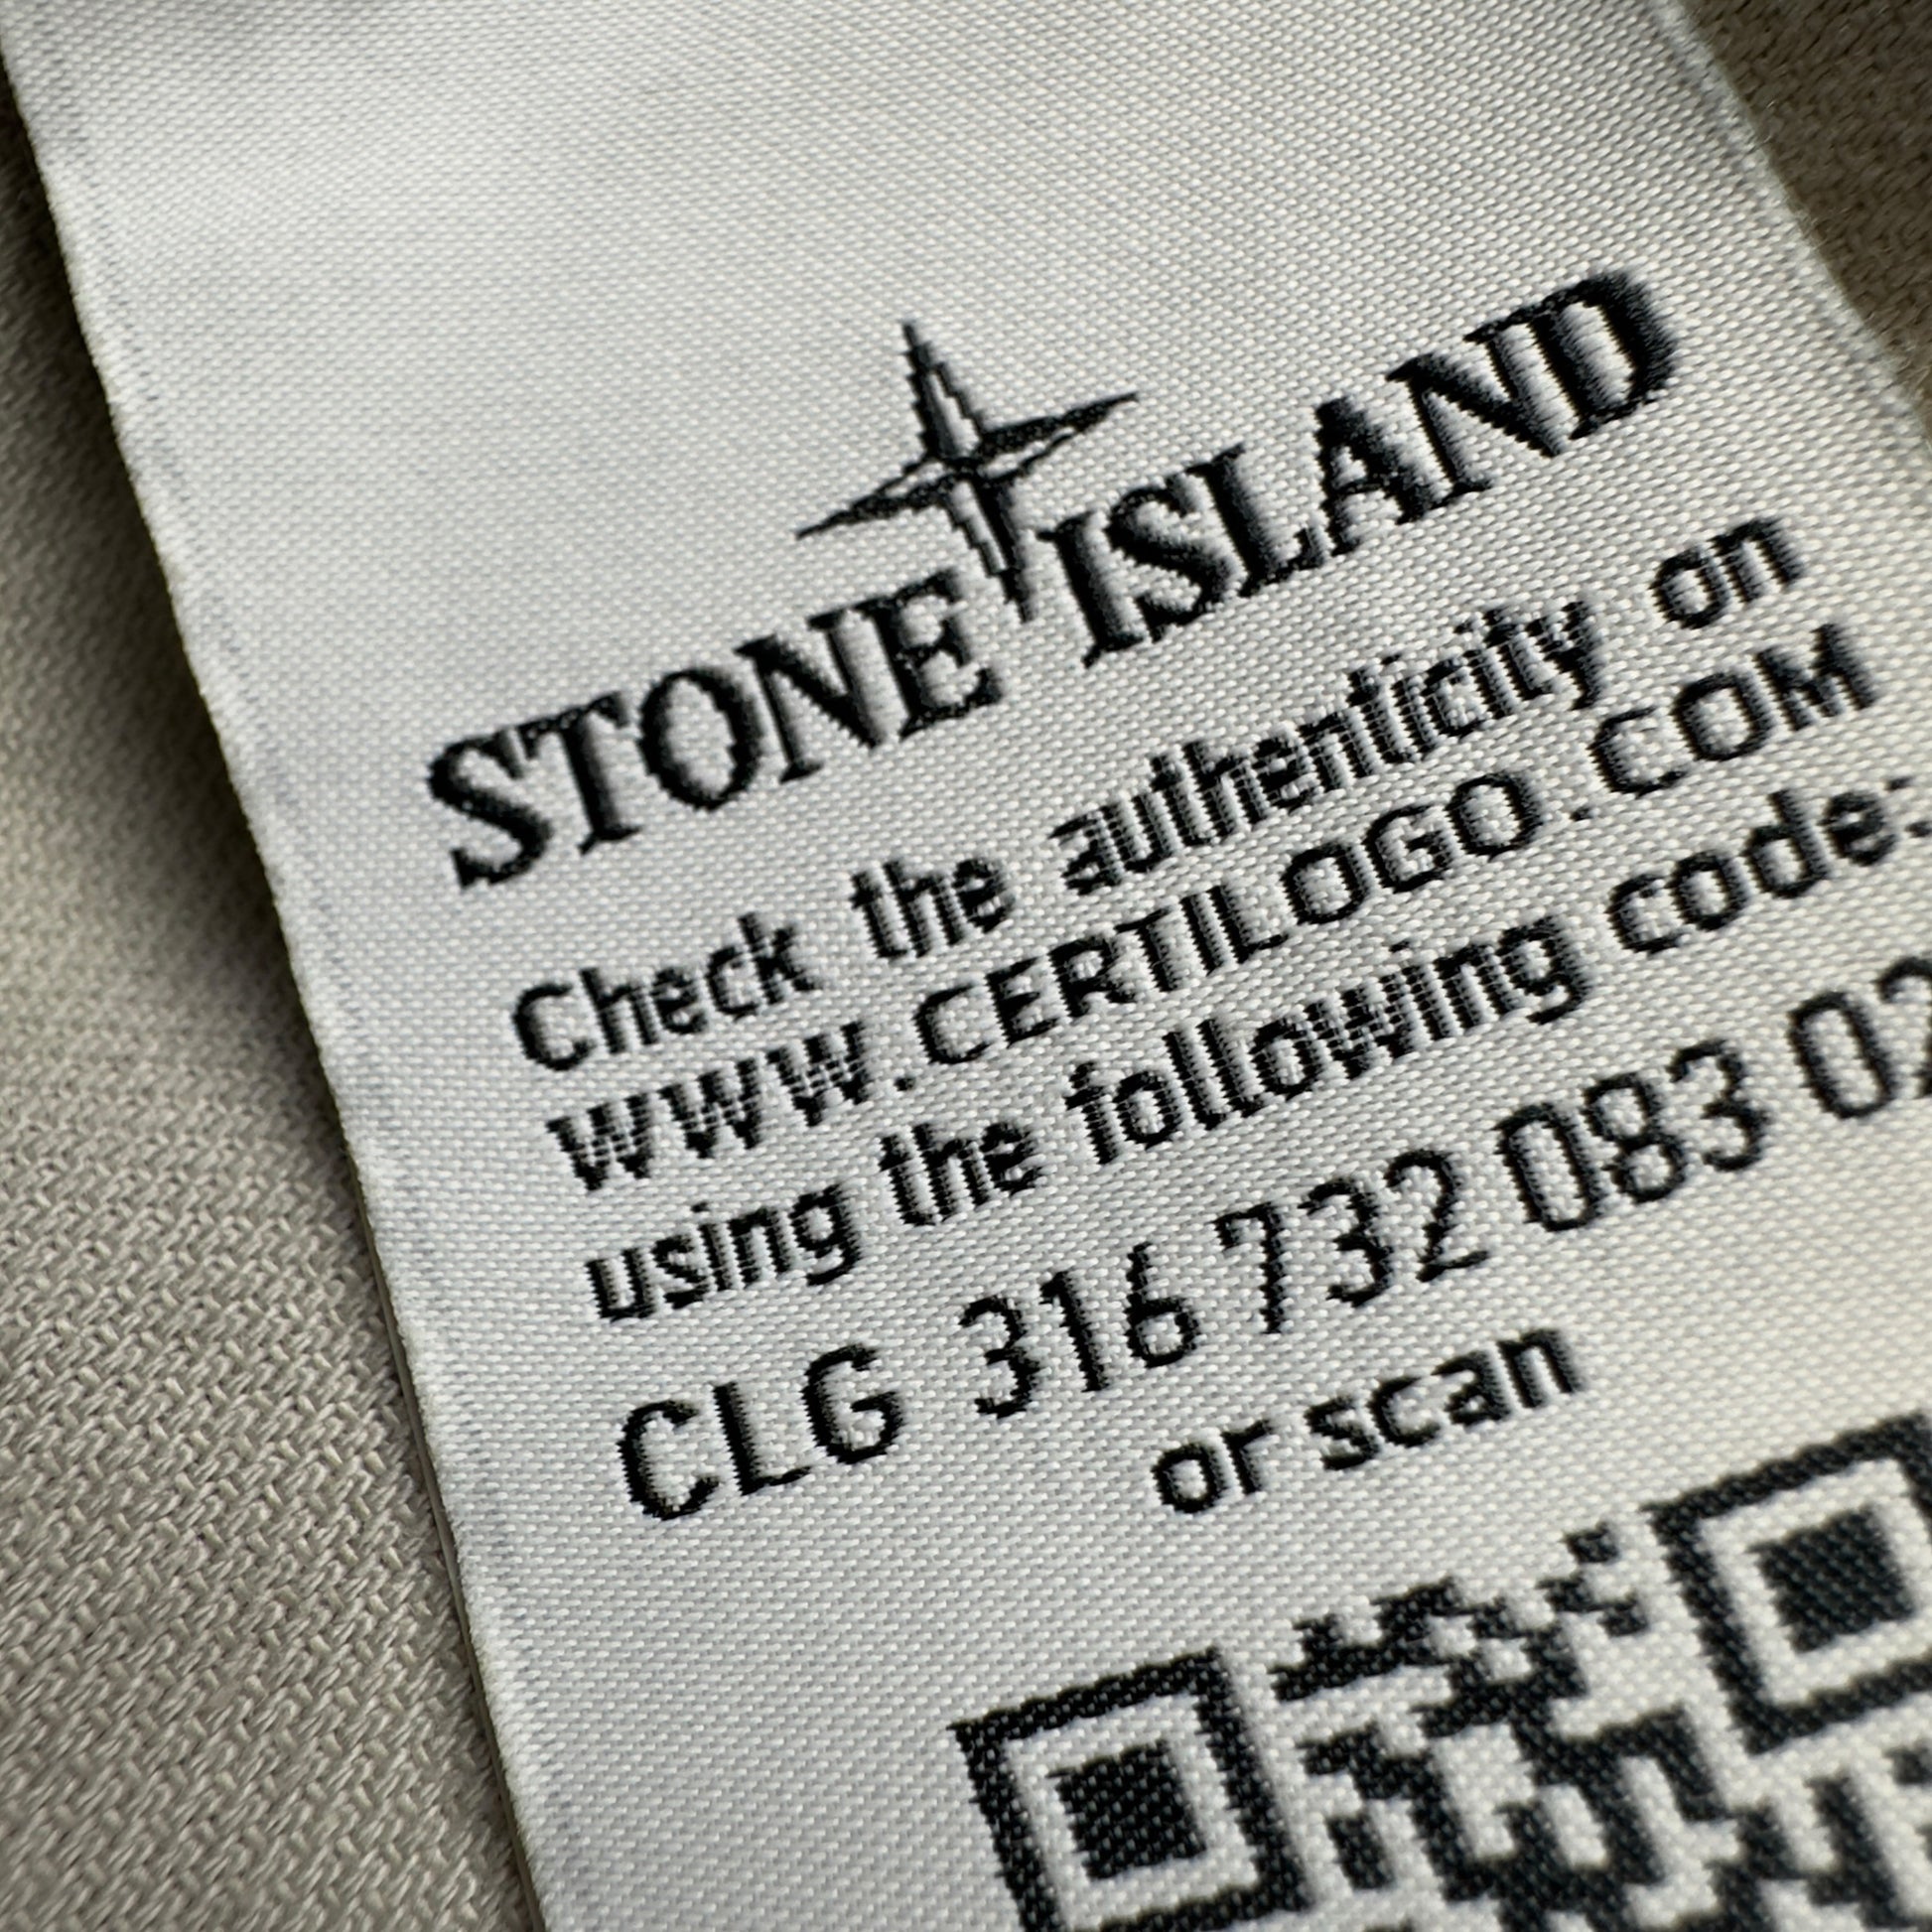 STONE ISLAND
Check the authenticity on
WWW.CERTILOGO.COM
using the following code:
CLG 316 732 083 02
or scan